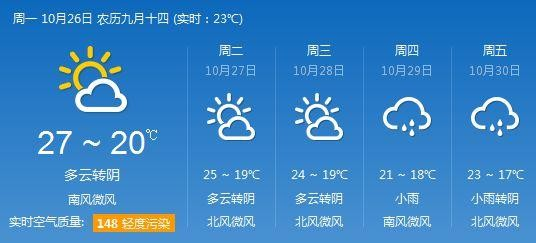 周一 10月26日 农历九月十四 (实时：23℃)
27 ~ 20℃
多云转阴
南风微风
实时空气质量: 148 轻度污染
周二
10月27日
25 ~ 19℃
多云转阴
北风微风
周三
10月28日
24 ~ 19℃
多云转阴
北风微风
周四
10月29日
21 ~ 18℃
小雨
南风微风
周五
10月30日
23 ~ 17℃
小雨转阴
北风微风